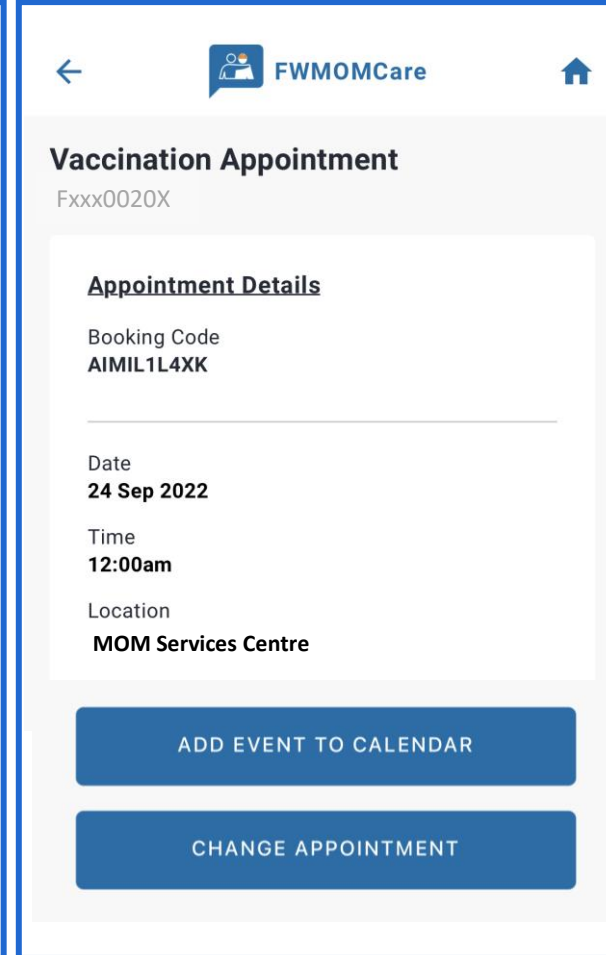 FWMOMCare
Vaccination Appointment
Fxxx0020X
Appointment Details
Booking Code
AIMIL1L4XK
Date
24 Sep 2022
Time
12:00am
Location
MOM Services Centre
ADD EVENT TO CALENDAR
CHANGE APPOINTMENT